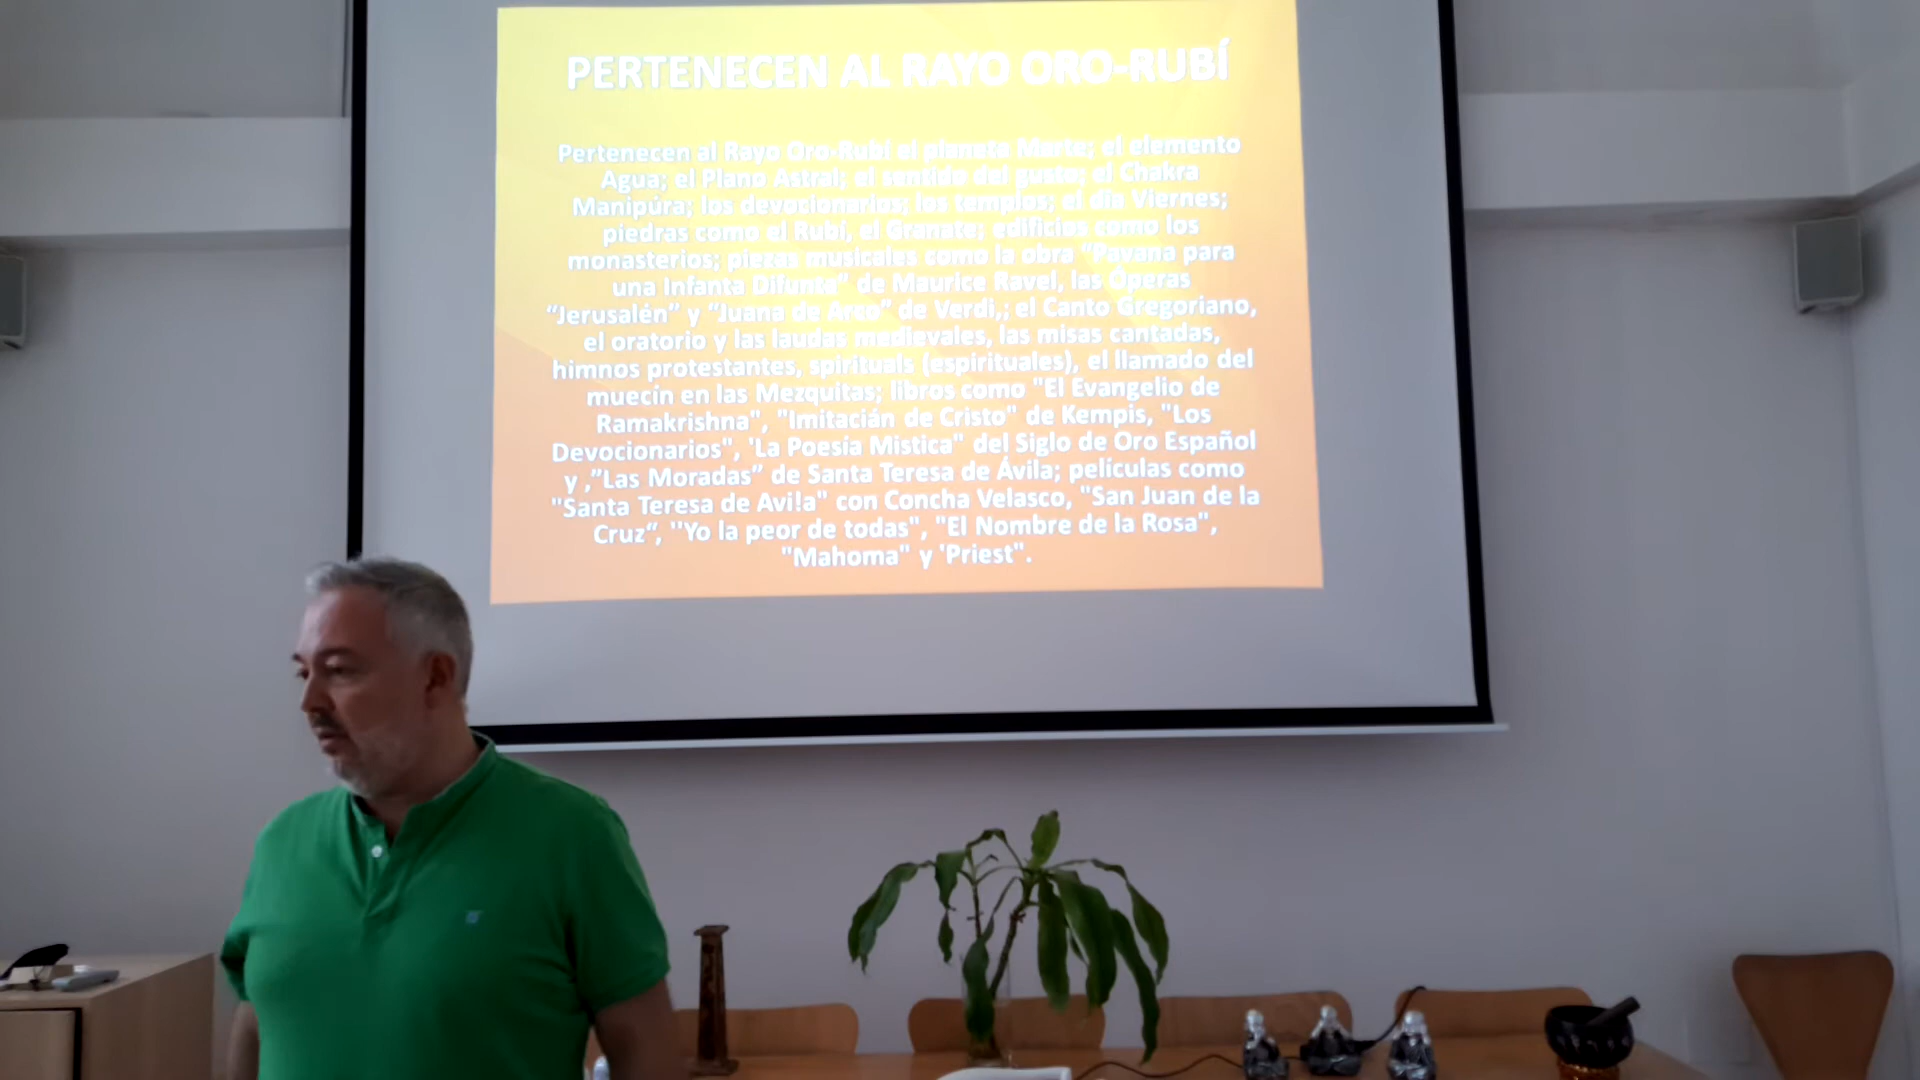 PERTENECEN AL RAYO ORO-RUBÍ
Pertenecen al Rayo Oro-Rubí el planeta Marte; el elemento
Agua; el Plano Astral; el sentido del gusto; el Chakra
Manipúra; los devocionarios; los templos; el día Viernes;
piedras como el Rubí, el Granate; edificios como los
monasterios; piezas musicales como la obra “Pavana para
una Infanta Difunta” de Maurice Ravel, las Óperas
“Jerusalén” y “Juana de Arco” de Verdi,; el Canto Gregoriano,
el oratorio y las laudas medievales, las misas cantadas,
himnos protestantes, spirituals (espirituales), el llamado del
muecín en las Mezquitas; libros como "El Evangelio de
Ramakrishna", "Imitacián de Cristo" de Kempis, "Los
Devocionarios", 'La Poesía Mistica" del Siglo de Oro Español
y ,”Las Moradas” de Santa Teresa de Ávila; películas como
"Santa Teresa de Avi!a" con Concha Velasco, "San Juan de la
Cruz“, ''Yo la peor de todas", "El Nombre de la Rosa",
"Mahoma" y 'Priest".